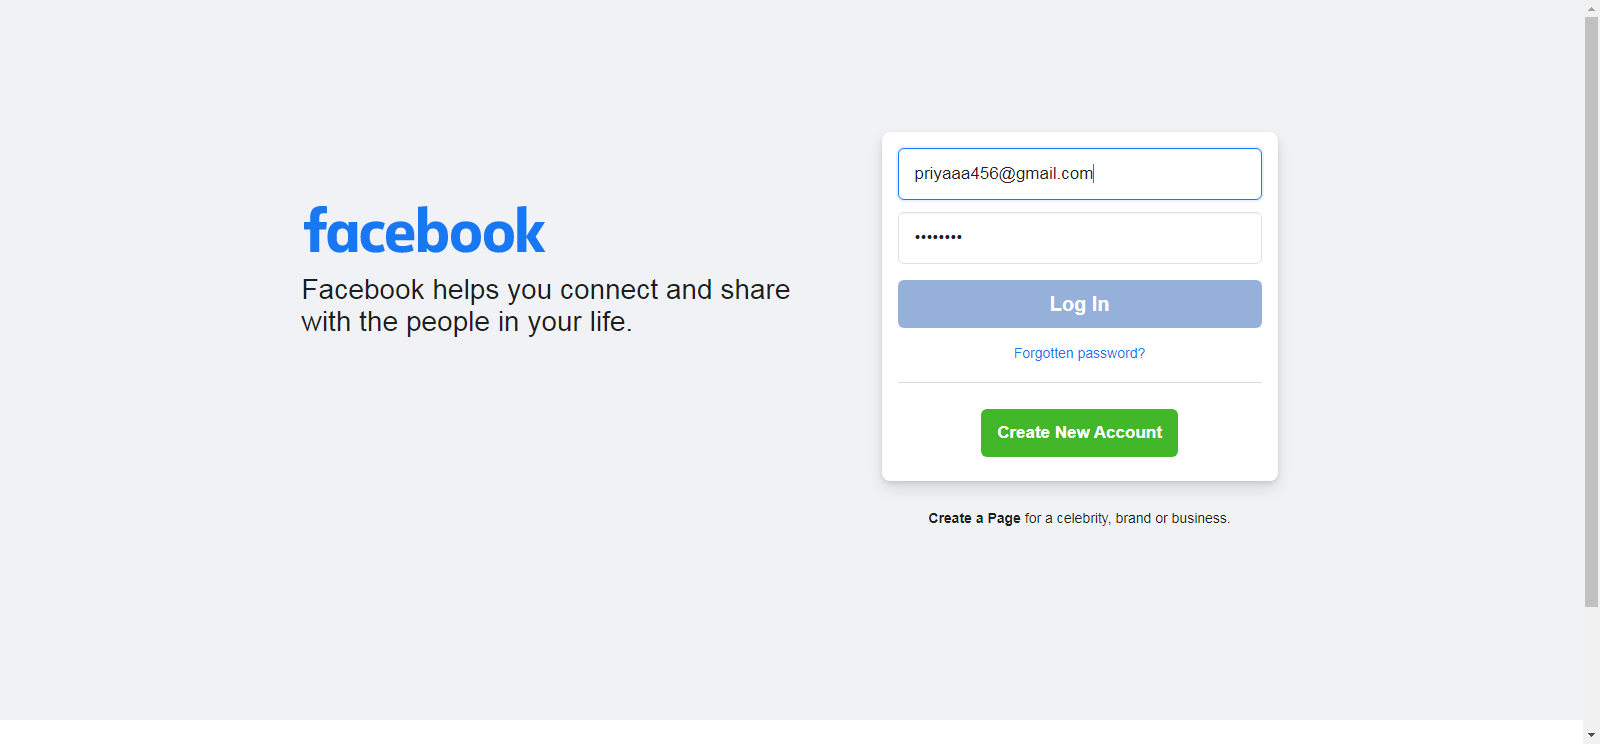 facebook
Facebook helps you connect and share
with the people in your life.
priyaaa456@gmail.com
••••••••
Log In
Forgotten password?
Create New Account
Create a Page for a celebrity, brand or business.